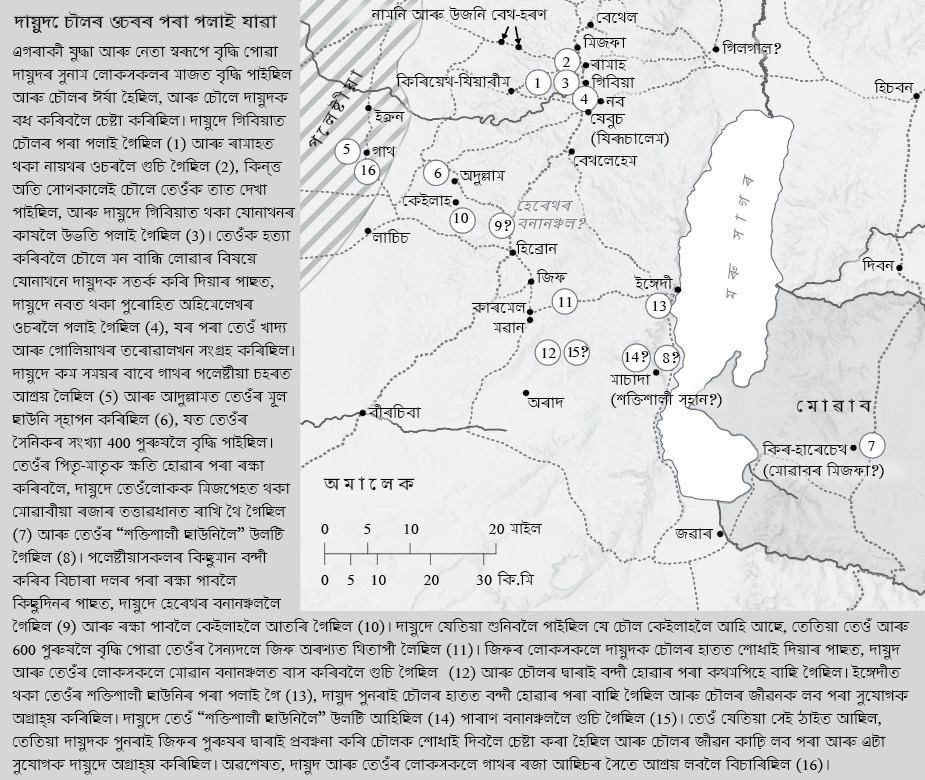 দায়ুদে চৌলৰ ওচৰৰ পৰা পলাই যাৱা
এগৰাকী যুদ্ধা আৰু নেতা স্বৰূপে বৃদ্ধি পোৱা
দায়ুদৰ সুনাম লোকসকলৰ মাজত বৃদ্ধি পাইছিল
আৰু চৌলৰ ঈৰ্ষা হৈছিল, আৰু চৌলে দায়ুদক
বধ কৰিবলৈ চেষ্টা কৰিছিল। দায়ুদে গিবিয়াত
চৌলৰ পৰা পলাই গৈছিল (1) আৰু ৰামাহত
থকা নায়থৰ ওচৰলৈ গুচি গৈছিল (2), কিন্তু
অতি সোণকালেই চৌলে তেওঁক তাত দেখা
পাইছিল, আৰু দায়ুদে গিবিয়াত থকা যোনাথনৰ
কাষলৈ উভতি পলাই গৈছিল (3)। তেওঁক হত্যা
কৰিবলৈ চৌলে মন বান্ধি লোৱাৰ বিষয়ে
যোনাথনে দায়ুদক সতৰ্ক কৰি দিয়াৰ পাছত,
দায়ুদে নবত থকা পুৰোহিত অহিমেলেখৰ
ওচৰলৈ পলাই গৈছিল (4), যৰ পৰা তেওঁ খাদ্য
আৰু গোলিয়াথৰ তৰোৱালখন সংগ্ৰহ কৰিছিল।
দায়ুদে কম সময়ৰ বাবে গাথৰ পলেষ্টীয়া চহৰত
আশ্ৰয় লৈছিল (5) আৰু আদুল্লামত তেওঁৰ মূল
ছাউনি স্হাপন কৰিছিল (6), যত তেওঁৰ
সৈনিকৰ সংখ্যা 400 পুৰুষলৈ বৃদ্ধি পাইছিল।
তেওঁৰ পিতৃ-মাতৃক ক্ষতি হোৱাৰ পৰা ৰক্ষা
কৰিবলৈ, দায়ুদে তেওঁলোকক মিজপেহত থকা
মোৱাবীয়া ৰজাৰ তত্তাৱধানত ৰাখি থৈ গৈছিল
(7) আৰু তেওঁৰ “শক্তিশালী ছাউনিলৈ” উলটি
গৈছিল (8)। পলেষ্টীয়াসকলৰ কিছুমান বন্দী
কৰিব বিচাৰা দলৰ পৰা ৰক্ষা পাবলৈ
কিছুদিনৰ পাছত, দায়ুদে হেৰেথৰ বনানঞ্চললৈ
গৈছিল (9) আৰু ৰক্ষা পাবলৈ কেইলাহলৈ আতৰি গৈছিল (10)। দায়ুদে যেতিয়া শুনিবলৈ পাইছিল যে চৌল কেইলাহলৈ আহি আছে, তেতিয়া তেওঁ আৰু
600 পুৰুষলৈ বৃদ্ধি পোৱা তেওঁৰ সৈন্যদলে জিফ অৰণ্যত থিতাপী লৈছিল (11)। জিফৰ লোকসকলে দায়ুদক চৌলৰ হাতত শোধাই দিয়াৰ পাছত, দায়ুদ
আৰু তেওঁৰ লোকসকলে মোৱান বনানঞ্চলত বাস কৰিবলৈ গুচি গৈছিল (12) আৰু চৌলৰ দ্বাৰাই বন্দী হোৱাৰ পৰা কথমপিহে বাছি গৈছিল। ইঙ্গেদীত
থকা তেওঁৰ শক্তিশালী ছাউনিৰ পৰা পলাই গৈ (13), দায়ুদ পুনৰাই চৌলৰ হাতত বন্দী হোৱাৰ পৰা বাছি গৈছিল আৰু চৌলৰ জীৱনক লব পৰা সুযোগক
অগ্ৰাহ্য কৰিছিল। দায়ুদে তেওঁ “শক্তিশালী ছাউনিলৈ” উলটি আহিছিল (14) পাৰাণ বনানঞ্চললৈ গুচি গৈছিল (15)। তেওঁ যেতিয়া সেই ঠাইত আছিল,
তেতিয়া দায়ুদক পুনৰাই জিফৰ পুৰুষৰ দ্বাৰাই প্ৰবঞ্চনা কৰি চৌলক শোধাই দিবলৈ চেষ্টা কৰা হৈছিল আৰু চৌলৰ জীৱন কাঢ়ি লব পৰা আৰু এটা
সুযোগক দায়ুদে অগ্ৰাহ্য কৰিছিল। অৱশেষত, দায়ুদ আৰু তেওঁৰ লোকসকলে গাথৰ ৰজা আছিচৰ সৈতে আশ্ৰয় লবলৈ বিচাৰিছিল (16)।
নামনি আৰু উজনি বেথ-হৰণ
বেথেল
মিজফা
গিলগাল?
2
ৰামাহ
কিৰিয়েথ-যিয়াৰীম
1
3
গিবিয়া
হিচবন
4
নব
যেবুচ
(যিৰূচালেম)
পলেষ্টীয়া
ইক্ৰন
5
গাথ
বেথলেহেম
16
6
অদুল্লাম
কেইলাহ
10
9?
হেৰেথৰ
বনানঞ্চল?
লাচিচ
হিব্ৰোন
মৰু সাগৰ
দিবন
জিফ
ইঙ্গেদী
11
13
কাৰমেল
মৱান
12
15?
14?
8?
মাচাদা
(শক্তিশালী স্হান?)
অৰাদ
বীৰচিবা
মোৱাব
কিৰ-হাৰেচেথ
7
(মোৱাবৰ মিজফা?)
অমালেক
জৱাৰ
0 5 10 20 মাইল
0 5 10 20 30 কি.মি